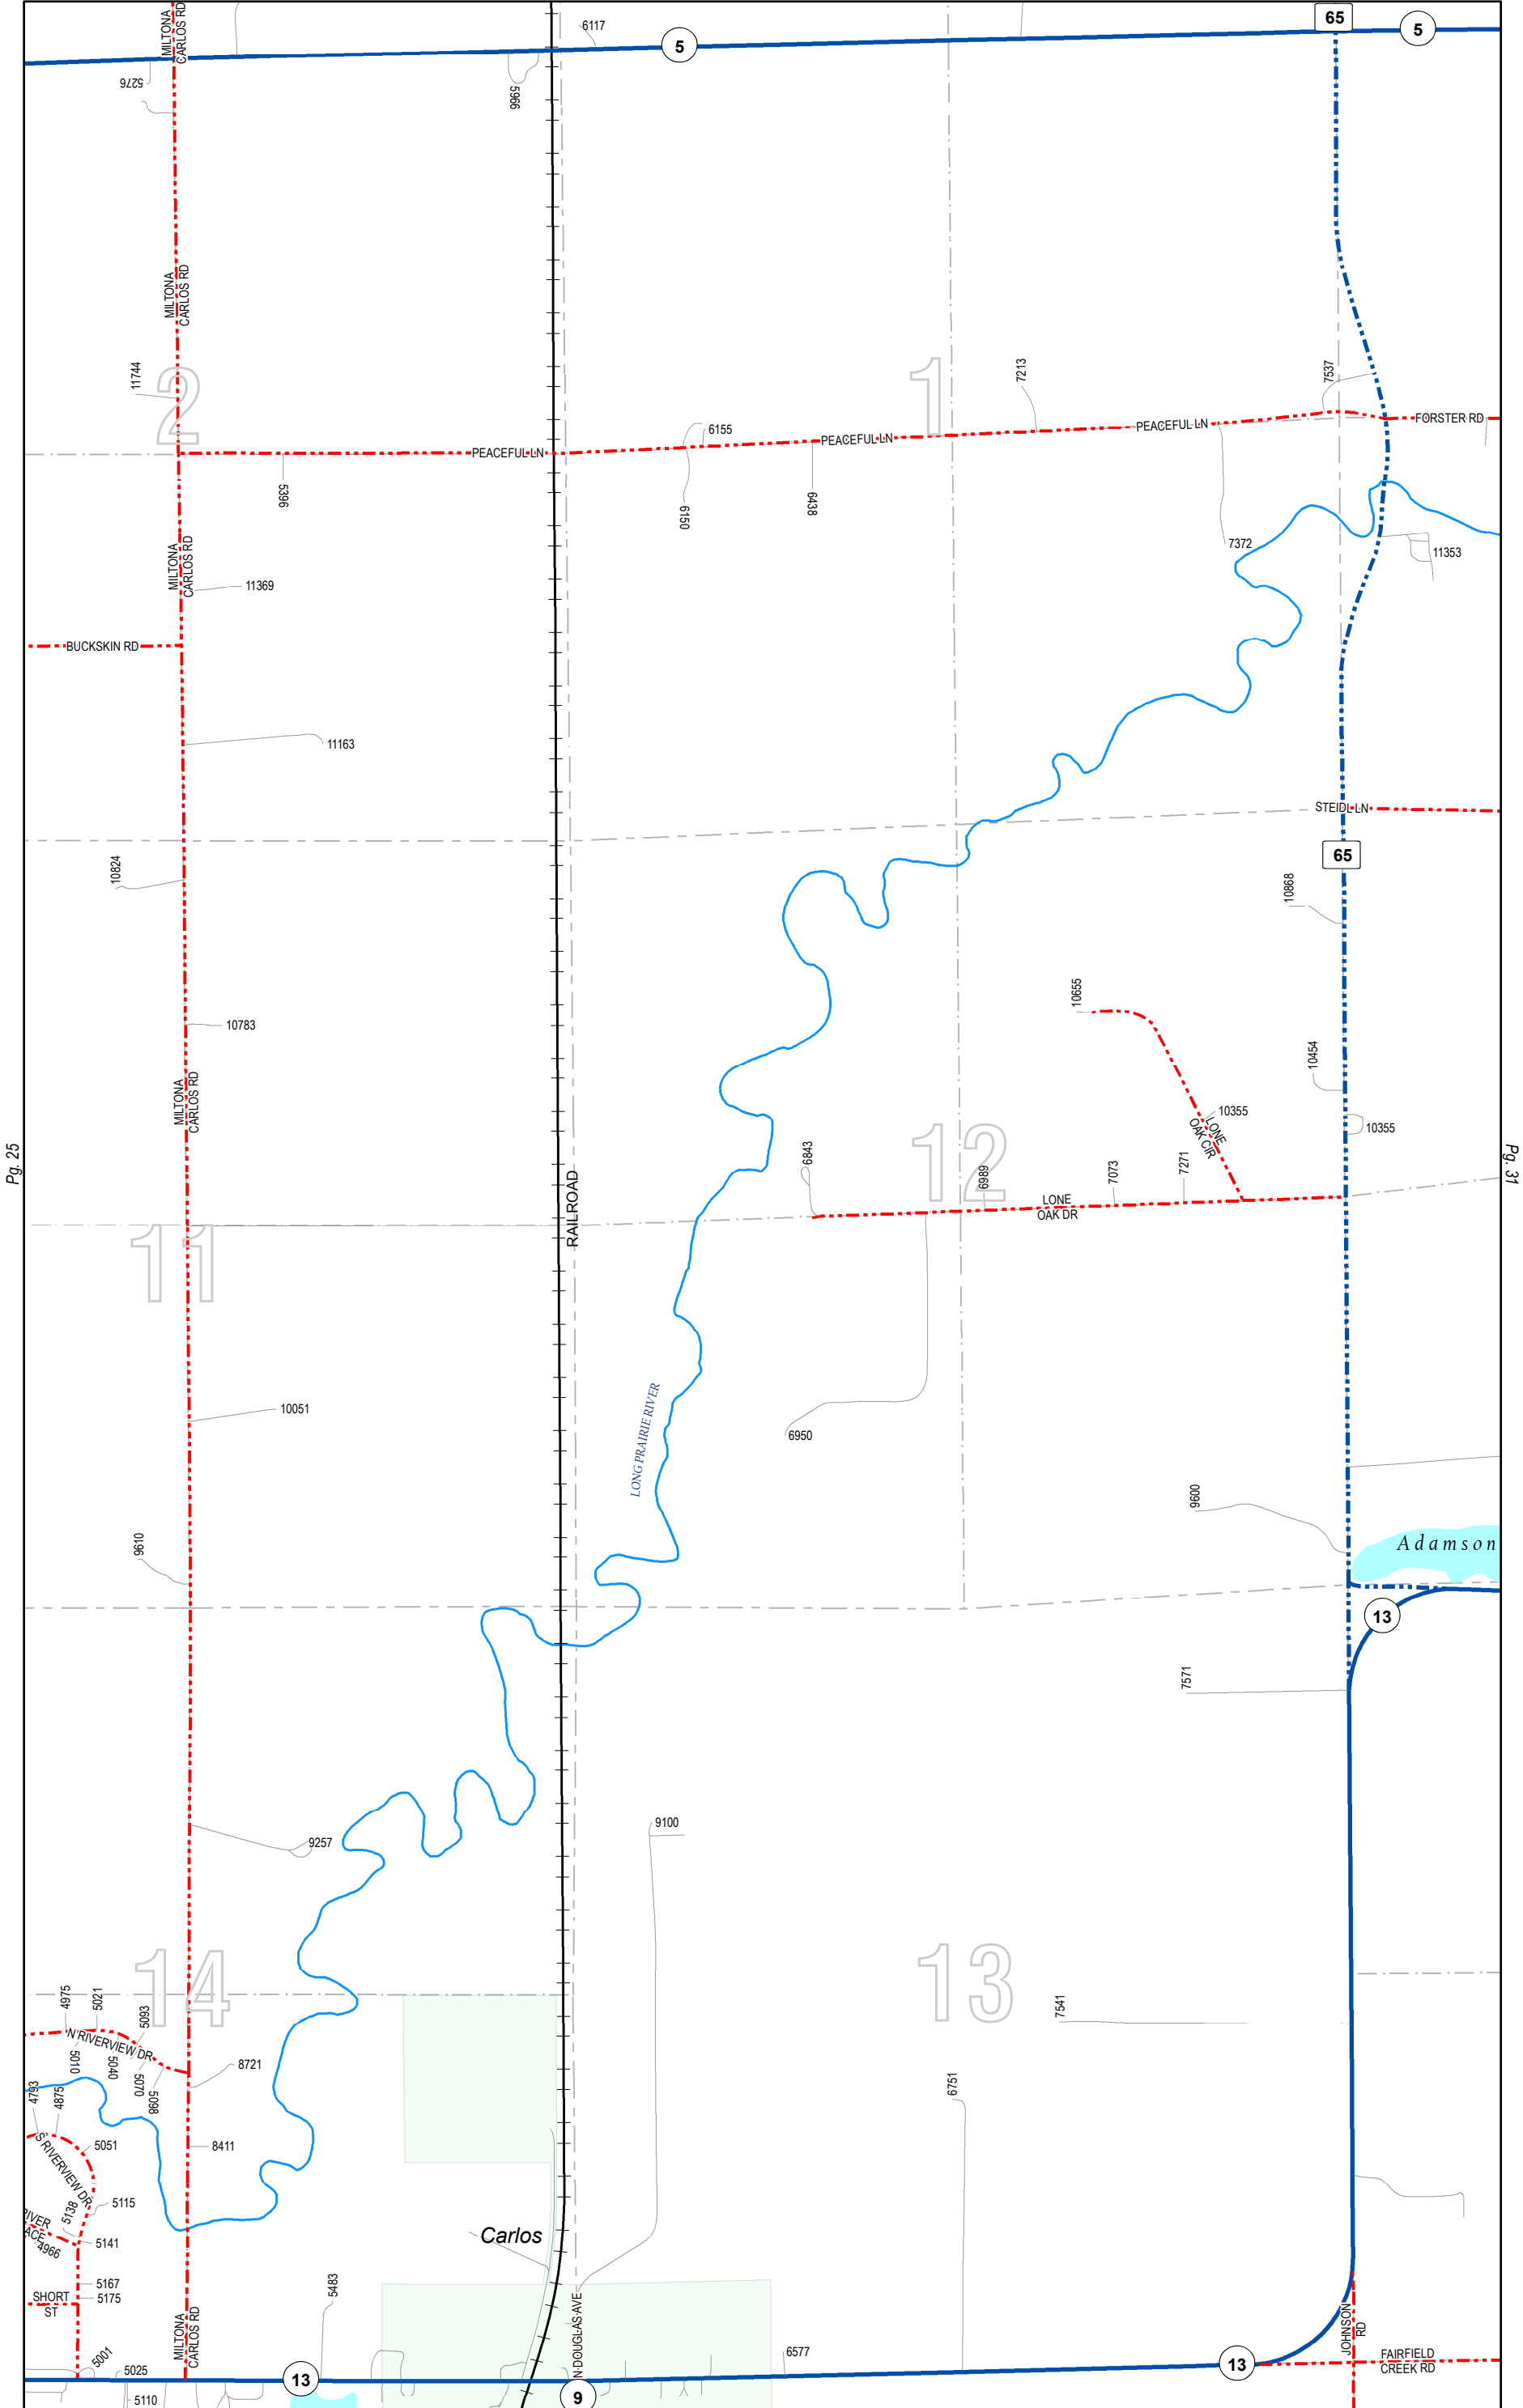 MILTONA
CARLOS RD
6117
5
65
5
5276
5966
MILTONA
CARLOS RD
11744
2
1
7213
7537
FORSTER RD
6155
PEACEFUL LN
PEACEFUL LN
PEACEFUL LN
5396
6150
6438
7372
11353
MILTONA
CARLOS RD
11369
BUCKSKIN RD
11163
STEIDL LN
65
10824
10868
10655
10783
10454
MILTONA
CARLOS RD
10355
LONE
OAK CIR
10355
Pg. 25
Pg. 31
12
6843
6989
7073
7271
LONE
OAK DR
RAILROAD
11
LONG PRAIRIE RIVER
10051
6950
9600
9610
Adamson
13
7571
9257
9100
14
13
4975
5021
5093
N RIVERVIEW DR
5010
5040
5070
5098
7541
8721
4793
4875
6751
5051
S RIVERVIEW DR
8411
5138
5115
IVER
ACE
4966
5141
Carlos
5167
SHORT
ST
5175
5483
MILTONA
CARLOS RD
N DOUGLAS AVE
JOHNSON
RD
5001
5025
13
6577
13
FAIRFIELD
CREEK RD
5110
9